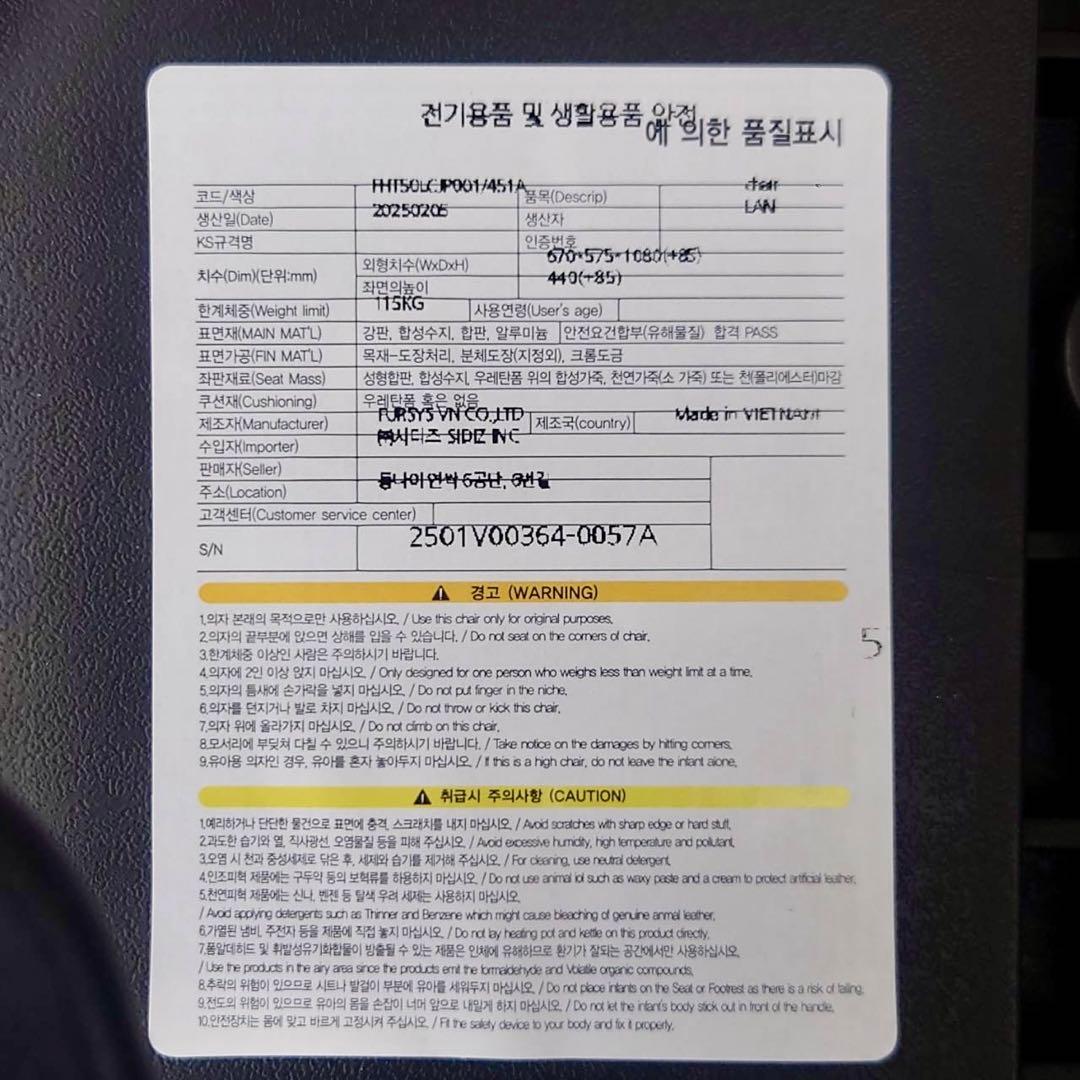 전기용품 및 생활용품 안전
에 의한 품질표시
코드/색상 FHT50LCJP001/451A 품목(Descrip) chair
생산일(Date) 20250205 생산자 LAN
KS규격명 인증번호
치수(Dim)(단위:mm) 외형치수(WxDxH) 670*575*1080(+85)
좌면의높이 440(+85)
한계체중(Weight limit) 115KG 사용연령(User's age)
표면재(MAIN MAT'L) 강판, 합성수지, 합판, 알루미늄 안전요건합부(유해물질) 합격 PASS
표면가공(FIN MAT'L) 목재-도장처리, 분체도장(지정외), 크롬도금
좌판재료(Seat Mass) 성형합판, 합성수지, 우레탄폼 위의 합성가죽, 천연가죽(소 가죽) 또는 천(폴리에스터)마감
쿠션재(Cushioning) 우레탄폼 혹은 없음
제조자(Manufacturer) FURSYS VN CO.,LTD 제조국(country) Made in VIETNAM
수입자(Importer) ㈜시디즈 SIDIZ INC
판매자(Seller)
주소(Location) 동나이 연짝 6공단, 6번길
고객센터(Customer service center)
S/N 2501V00364-0057A
경고 (WARNING)
1.의자 본래의 목적으로만 사용하십시오. / Use this chair only for original purposes.
2.의자의 끝부분에 앉으면 상해를 입을 수 있습니다. / Do not seat on the corners of chair.
3.한계체중 이상인 사람은 주의하시기 바랍니다.
4.의자에 2인 이상 앉지 마십시오. / Only designed for one person who weighs less than weight limit at a time.
5.의자의 틈새에 손가락을 넣지 마십시오. / Do not put finger in the niche.
6.의자를 던지거나 발로 차지 마십시오. / Do not throw or kick this chair.
7.의자 위에 올라가지 마십시오. / Do not climb on this chair.
8.모서리에 부딪쳐 다칠 수 있으니 주의하시기 바랍니다. / Take notice on the damages by hitting corners.
9.유아용 의자인 경우, 유아를 혼자 놓아두지 마십시오. / If this is a high chair, do not leave the infant alone.
5
취급시 주의사항 (CAUTION)
1.예리하거나 단단한 물건으로 표면에 충격, 스크래치를 내지 마십시오. / Avoid scratches with sharp edge or hard stuff.
2.과도한 습기와 열, 직사광선, 오염물질 등을 피해 주십시오. / Avoid excessive humidity, high temperature and pollutant.
3.오염 시 천과 중성세제로 닦은 후, 세제와 습기를 제거해 주십시오. / For cleaning, use neutral detergent.
4.인조피혁 제품에는 구두약 등의 보혁류를 하용하지 마십시오. / Do not use animal iol such as waxy paste and a cream to protect artificial leather.
5.천연피혁 제품에는 신나, 벤젠 등 탈색 우려 세제는 사용하지 마십시오.
/ Avoid applying detergents such as Thinner and Benzene which might cause bleaching of genuine anmal leather.
6.가열된 냄비, 주전자 등을 제품에 직접 놓지 마십시오. / Do not lay heating pot and kettle on this product directly.
7.폼알데히드 및 휘발성유기화합물이 방출될 수 있는 제품은 인체에 유해하므로 환기가 잘되는 공간에서만 사용하십시오.
/ Use the products in the airy area since the products emit the formaldehyde and Volatile organic compounds.
8.추락의 위험이 있으므로 시트나 발걸이 부분에 유아를 세워두지 마십시오. / Do not place infants on the Seat or Footrest as there is a risk of falling.
9.전도의 위험이 있으므로 유아의 몸을 손잡이 너머 앞으로 내밀게 하지 마십시오. / Do not let the infant's body stick out in front of the handle.
10.안전장치는 몸에 맞고 바르게 고정시켜 주십시오. / Fit the safety device to your body and fix it properly.